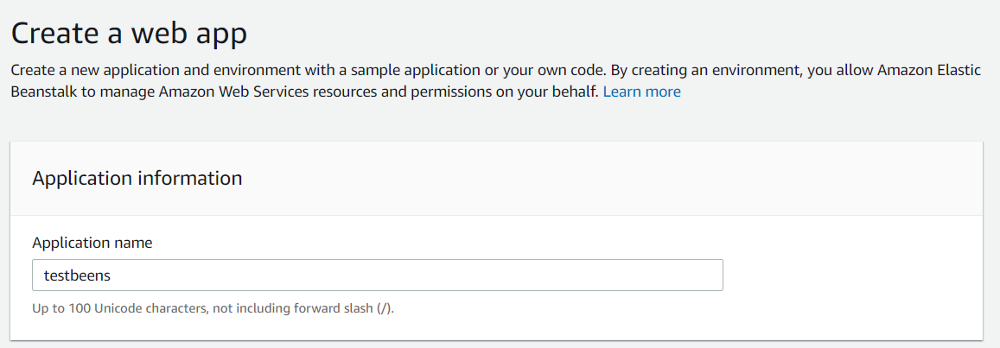 Create a web app
Create a new application and environment with a sample application or your own code. By creating an environment, you allow Amazon Elastic
Beanstalk to manage Amazon Web Services resources and permissions on your behalf. Learn more
Application information
Application name
testbeens
Up to 100 Unicode characters, not including forward slash (/).